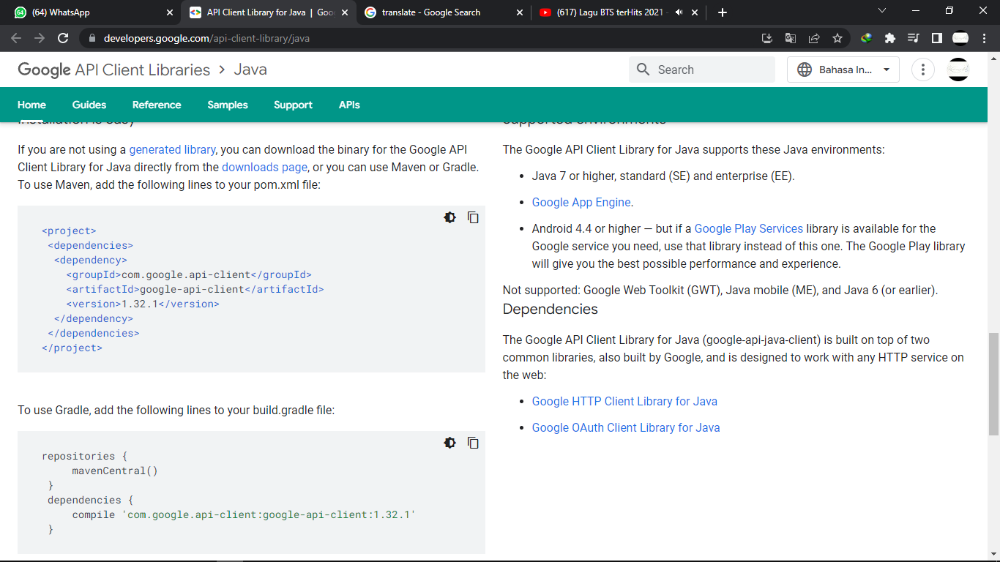 (64) WhatsApp
API Client Library for Java | Goo
translate - Google Search
(617) Lagu BTS terHits 2021 -
developers.google.com/api-client-library/java
Google API Client Libraries > Java
Search
Bahasa In...
Home Guides Reference Samples Support APIs
Installation is easy
If you are not using a generated library, you can download the binary for the Google API
Client Library for Java directly from the downloads page, or you can use Maven or Gradle.
To use Maven, add the following lines to your pom.xml file:
<project>
<dependencies>
<dependency>
<groupId>com.google.api-client</groupId>
<artifactId>google-api-client</artifactId>
<version>1.32.1</version>
</dependency>
</dependencies>
</project>
To use Gradle, add the following lines to your build.gradle file:
repositories {
mavenCentral()
}
dependencies {
compile 'com.google.api-client:google-api-client:1.32.1'
}
Supported environments
The Google API Client Library for Java supports these Java environments:
• Java 7 or higher, standard (SE) and enterprise (EE).
• Google App Engine.
• Android 4.4 or higher — but if a Google Play Services library is available for the
Google service you need, use that library instead of this one. The Google Play library
will give you the best possible performance and experience.
Not supported: Google Web Toolkit (GWT), Java mobile (ME), and Java 6 (or earlier).
Dependencies
The Google API Client Library for Java (google-api-java-client) is built on top of two
common libraries, also built by Google, and is designed to work with any HTTP service on
the web:
• Google HTTP Client Library for Java
• Google OAuth Client Library for Java